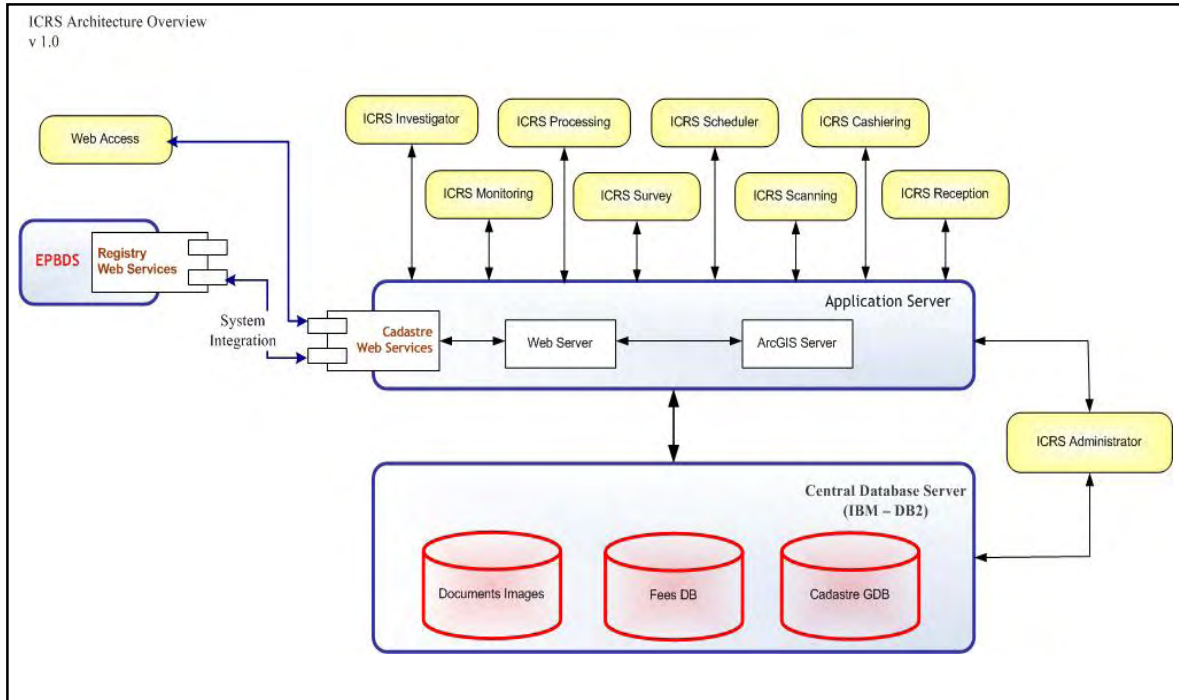 ICRS Architecture Overview
v 1.0
ICRS Investigator
ICRS Processing
ICRS Scheduler
ICRS Cashiering
Web Access
ICRS Monitoring
ICRS Survey
ICRS Scanning
ICRS Reception
EPBDS
Registry
Web Services
System
Integration
Application Server
Cadastre
Web Services
Web Server
ArcGIS Server
ICRS Administrator
Central Database Server
(IBM – DB2)
Documents Images
Fees DB
Cadastre GDB